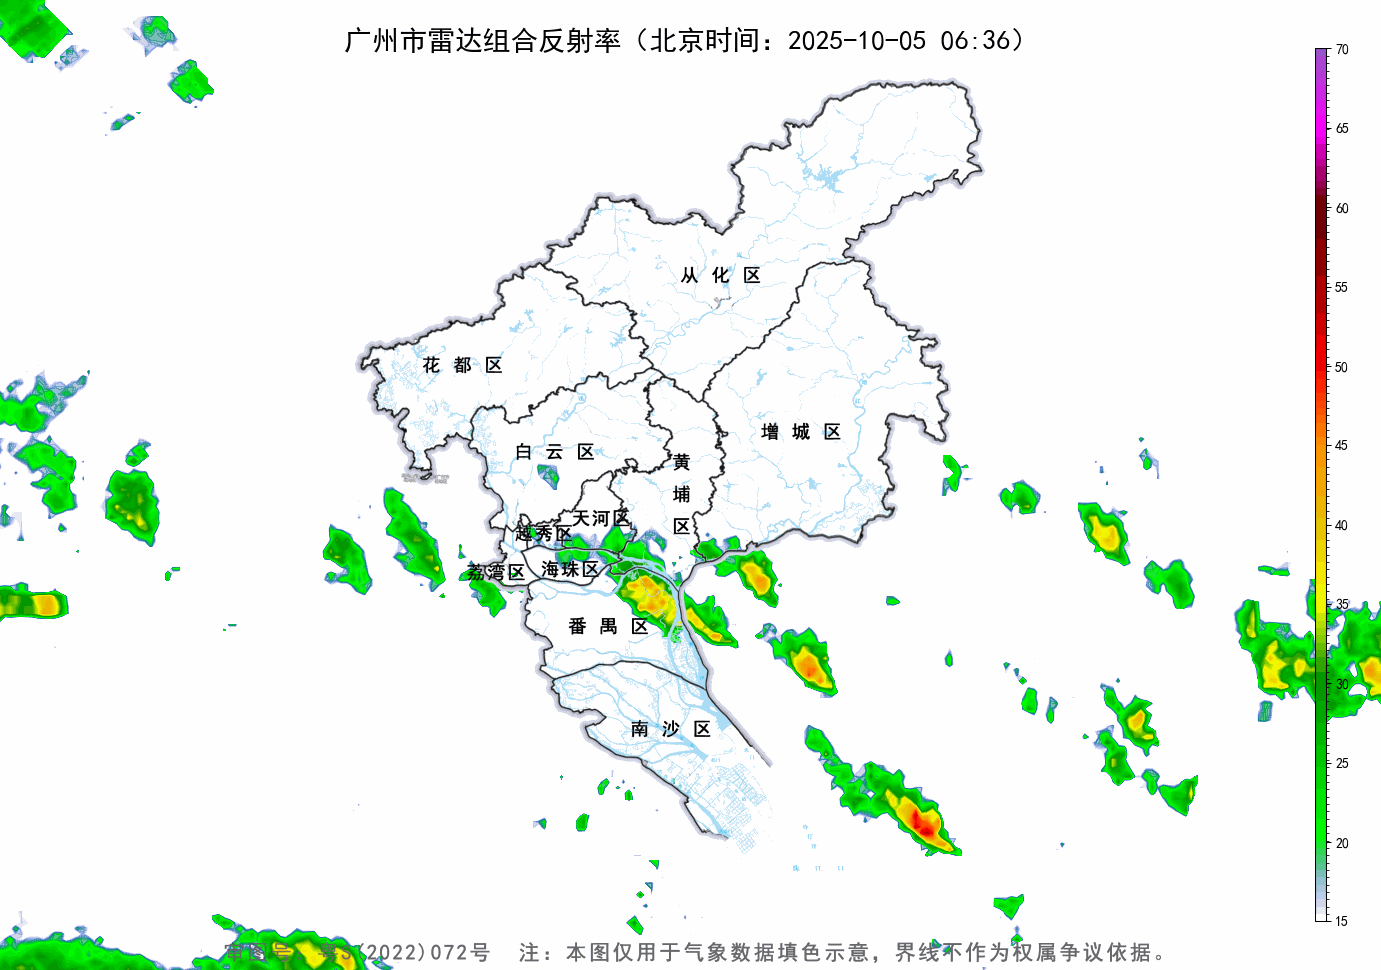 广州市雷达组合反射率（北京时间：2025-10-05 06:36）
70
65
60
55
50
45
40
35
30
25
20
15
从化区
花都区
增城区
白云区
黄埔区
天河区
越秀区
海珠区
荔湾区
番禺区
南沙区
审图号：粤S(2022)072号 注：本图仅用于气象数据填色示意，界线不作为权属争议依据。